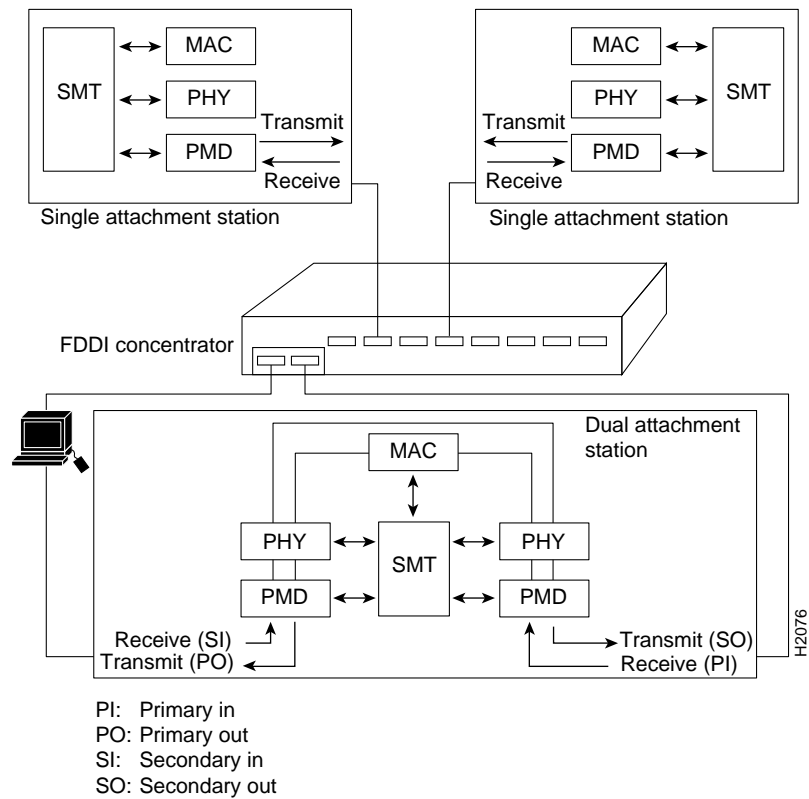 MAC
SMT
PHY
Transmit
PMD
Receive
Single attachment station
MAC
PHY
SMT
Transmit
PMD
Receive
Single attachment station
FDDI concentrator
Dual attachment
station
MAC
PHY
SMT
PHY
PMD
PMD
Receive (SI)
Transmit (PO)
Transmit (SO)
Receive (PI)
H2076
PI: Primary in
PO: Primary out
SI: Secondary in
SO: Secondary out